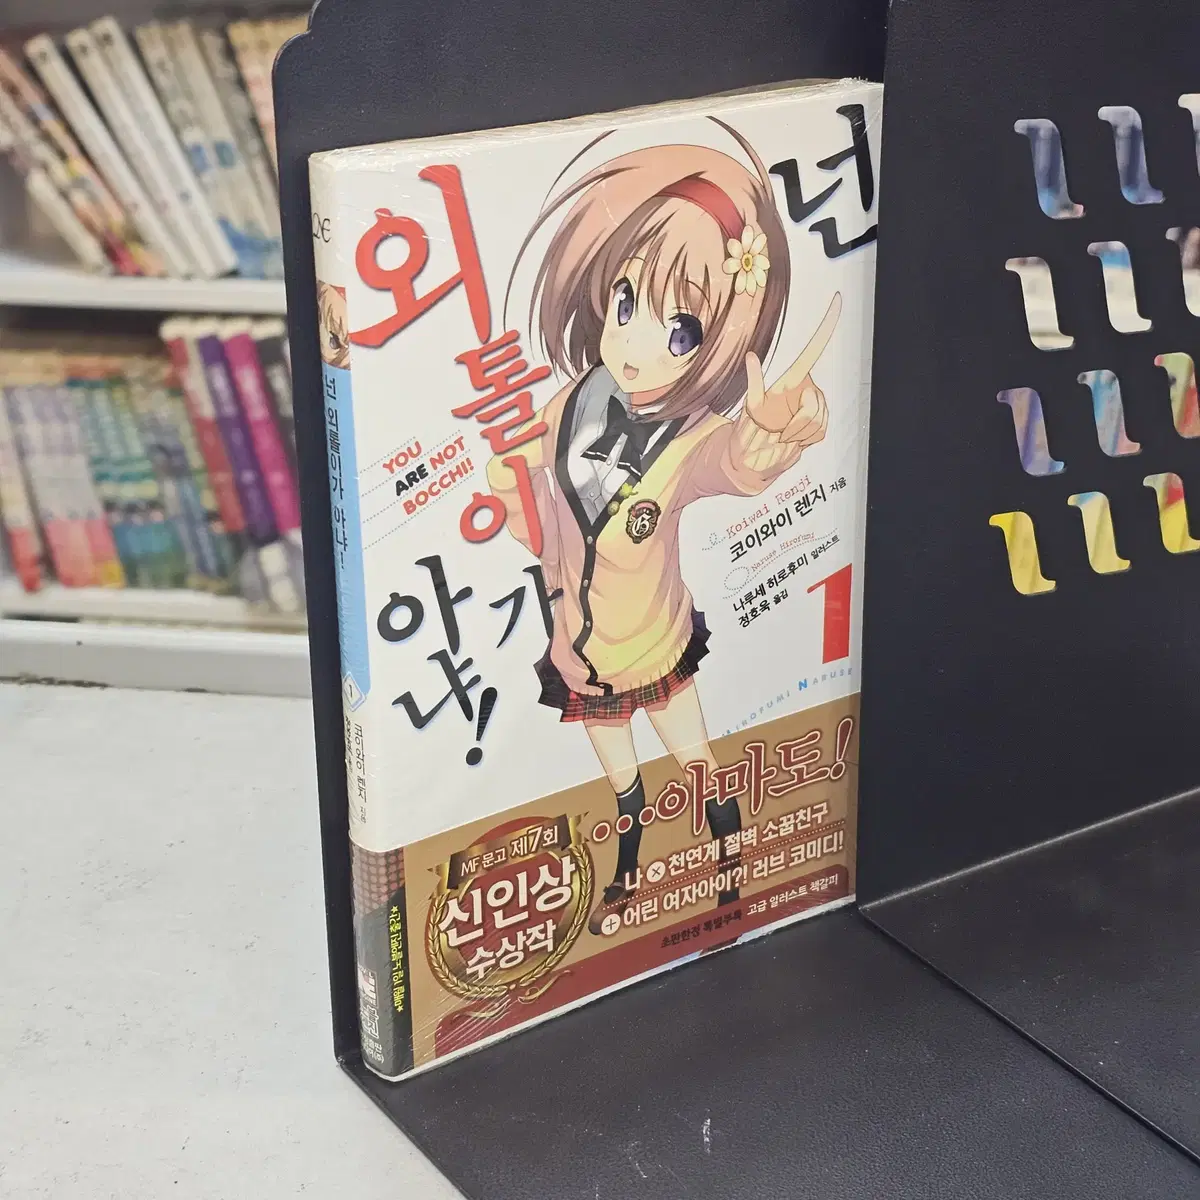 넌
외톨이가
아냐!
YOU
ARE NOT
BOCCHI!
Koiwai Renji
코이와이 렌지 지음
Naruse Hirofumi
나루세 히로후미 일러스트
정호욱 옮김
1
HIROFUMI NARUSE
...아마도!
MF 문고 제7회
신인상
수상작
나 × 천연계 절벽 소꿉친구
+ 어린 여자아이?! 러브 코미디!
초판한정 특별부록 고급 일러스트 책갈피
넌 외톨이가 아냐!
1
코이와이 렌지 지음